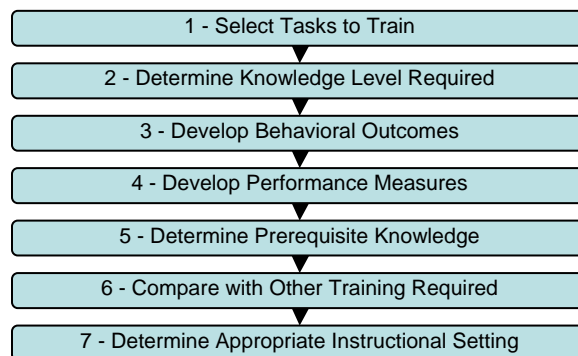 1 - Select Tasks to Train
2 - Determine Knowledge Level Required
3 - Develop Behavioral Outcomes
4 - Develop Performance Measures
5 - Determine Prerequisite Knowledge
6 - Compare with Other Training Required
7 - Determine Appropriate Instructional Setting